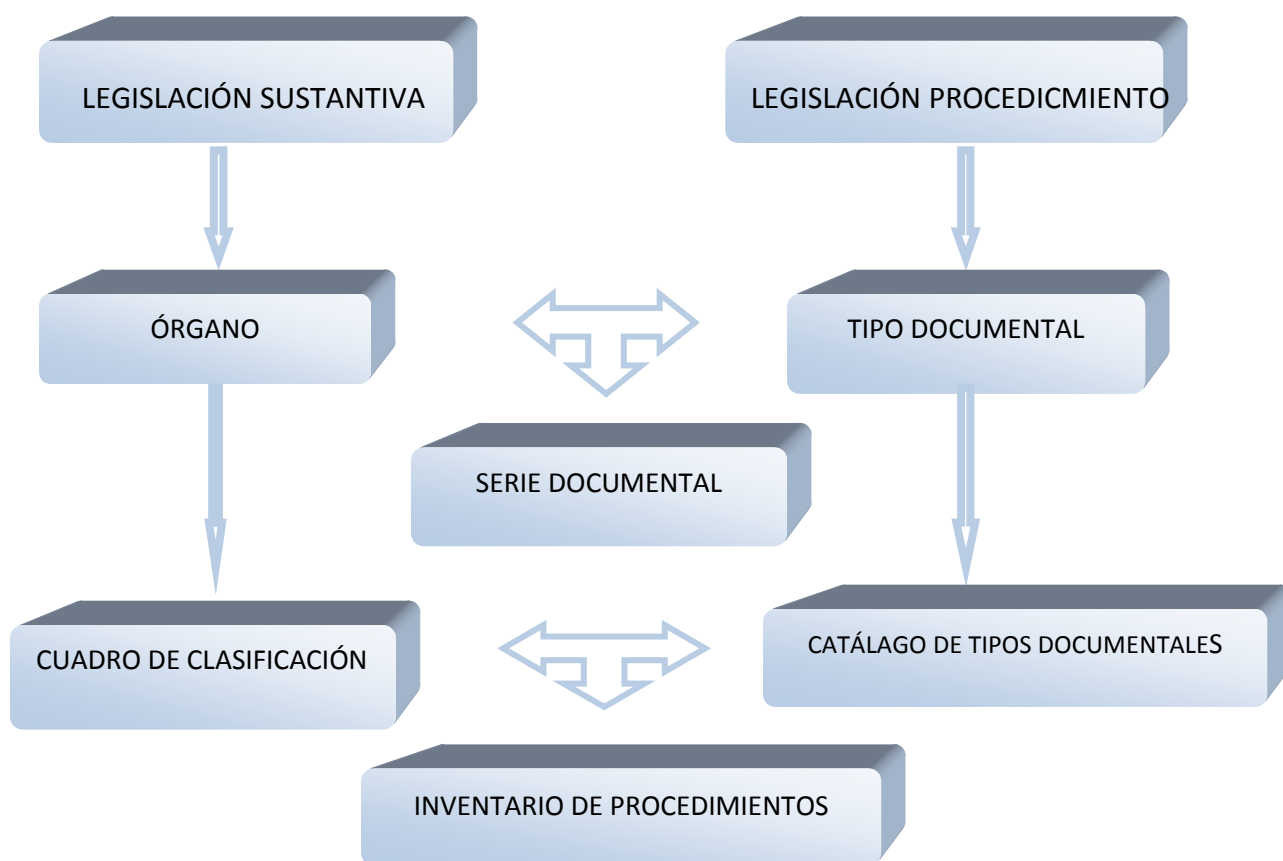 LEGISLACIÓN SUSTANTIVA
LEGISLACIÓN PROCEDICMIENTO
ÓRGANO
TIPO DOCUMENTAL
SERIE DOCUMENTAL
CUADRO DE CLASIFICACIÓN
CATÁLAGO DE TIPOS DOCUMENTALES
INVENTARIO DE PROCEDIMIENTOS